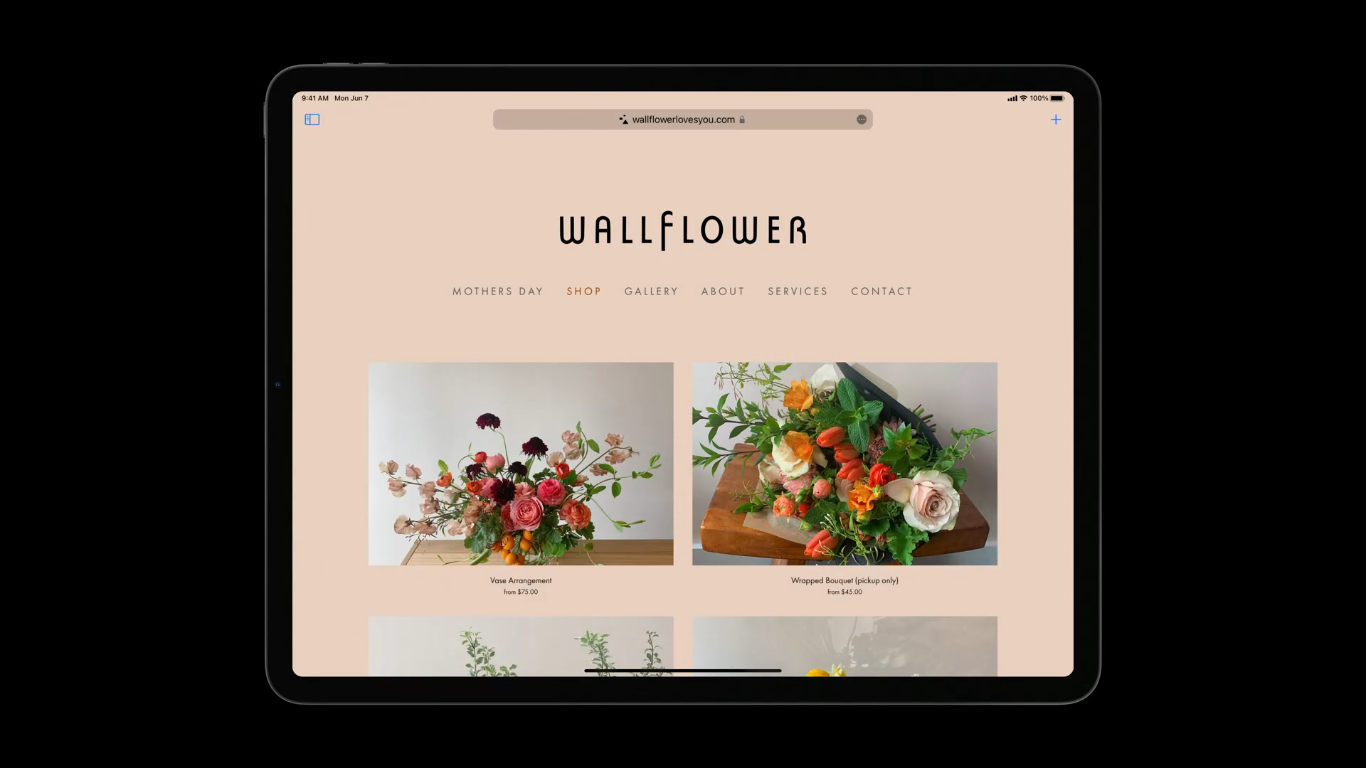 9:41 AM Mon Jun 7
100%
wallflowerlovesyou.com
WALLFLOWER
MOTHERS DAY SHOP GALLERY ABOUT SERVICES CONTACT
Vase Arrangement
from $75.00
Wrapped Bouquet (pickup only)
from $45.00